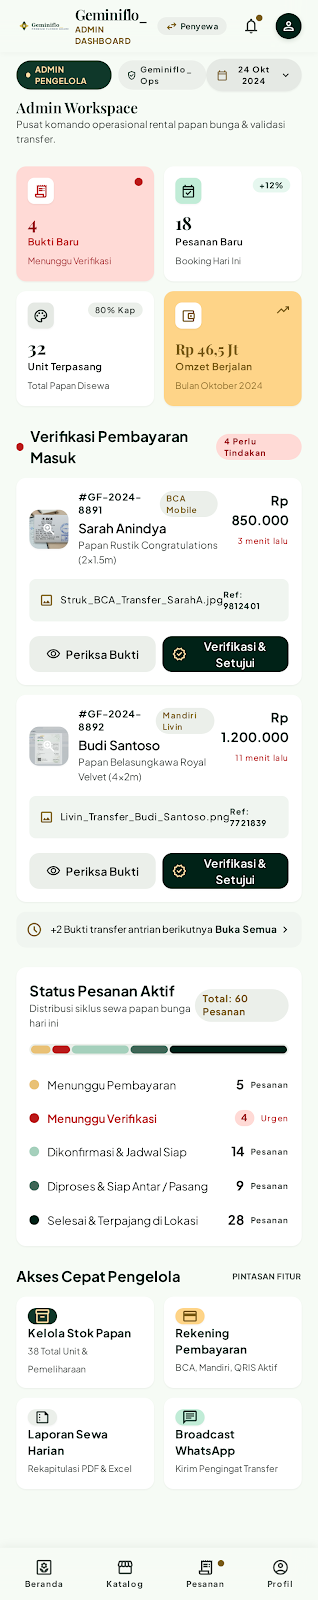 Geminiflo
Geminiflo_
ADMIN
DASHBOARD
Penyewa
ADMIN
PENGELOLA
Geminiflo_
Ops
24 Okt
2024
Admin Workspace
Pusat komando operasional rental papan bunga & validasi
transfer.
4
Bukti Baru
Menunggu Verifikasi
+12%
18
Pesanan Baru
Booking Hari Ini
80% Kap
32
Unit Terpasang
Total Papan Disewa
Rp 46,5 Jt
Omzet Berjalan
Bulan Oktober 2024
Verifikasi Pembayaran
Masuk
4 Perlu
Tindakan
#GF-2024-
8891
BCA
Mobile
Rp
850.000
Sarah Anindya
3 menit lalu
Papan Rustik Congratulations
(2x1.5m)
Struk_BCA_Transfer_SarahA.jpg
Ref:
9812401
Periksa Bukti
Verifikasi &
Setujui
#GF-2024-
8892
Mandiri
Livin
Rp
1.200.000
Budi Santoso
11 menit lalu
Papan Belasungkawa Royal
Velvet (4x2m)
Livin_Transfer_Budi_Santoso.png
Ref:
7721839
Periksa Bukti
Verifikasi &
Setujui
+2 Bukti transfer antrian berikutnya Buka Semua
Status Pesanan Aktif
Distribusi siklus sewa papan bunga
hari ini
Total: 60
Pesanan
Menunggu Pembayaran 5 Pesanan
Menunggu Verifikasi 4 Urgen
Dikonfirmasi & Jadwal Siap 14 Pesanan
Diproses & Siap Antar / Pasang 9 Pesanan
Selesai & Terpajang di Lokasi 28 Pesanan
Akses Cepat Pengelola
PINTASAN FITUR
Kelola Stok Papan
38 Total Unit &
Pemeliharaan
Rekening
Pembayaran
BCA, Mandiri, QRIS Aktif
Laporan Sewa
Harian
Rekapitulasi PDF & Excel
Broadcast
WhatsApp
Kirim Pengingat Transfer
Beranda
Katalog
Pesanan
Profil